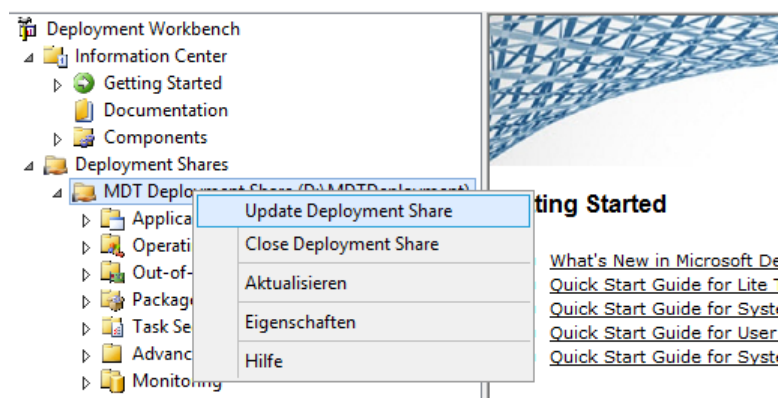 Deployment Workbench
Information Center
Getting Started
Documentation
Components
Deployment Shares
MDT Deployment Share (D:\MDTDeployment)
Applica
Operati
Out-of-
Package
Task Se
Advanc
Monitoring
Update Deployment Share
Close Deployment Share
Aktualisieren
Eigenschaften
Hilfe
ting Started
What's New in Microsoft De
Quick Start Guide for Lite T
Quick Start Guide for Syste
Quick Start Guide for User
Quick Start Guide for Syste